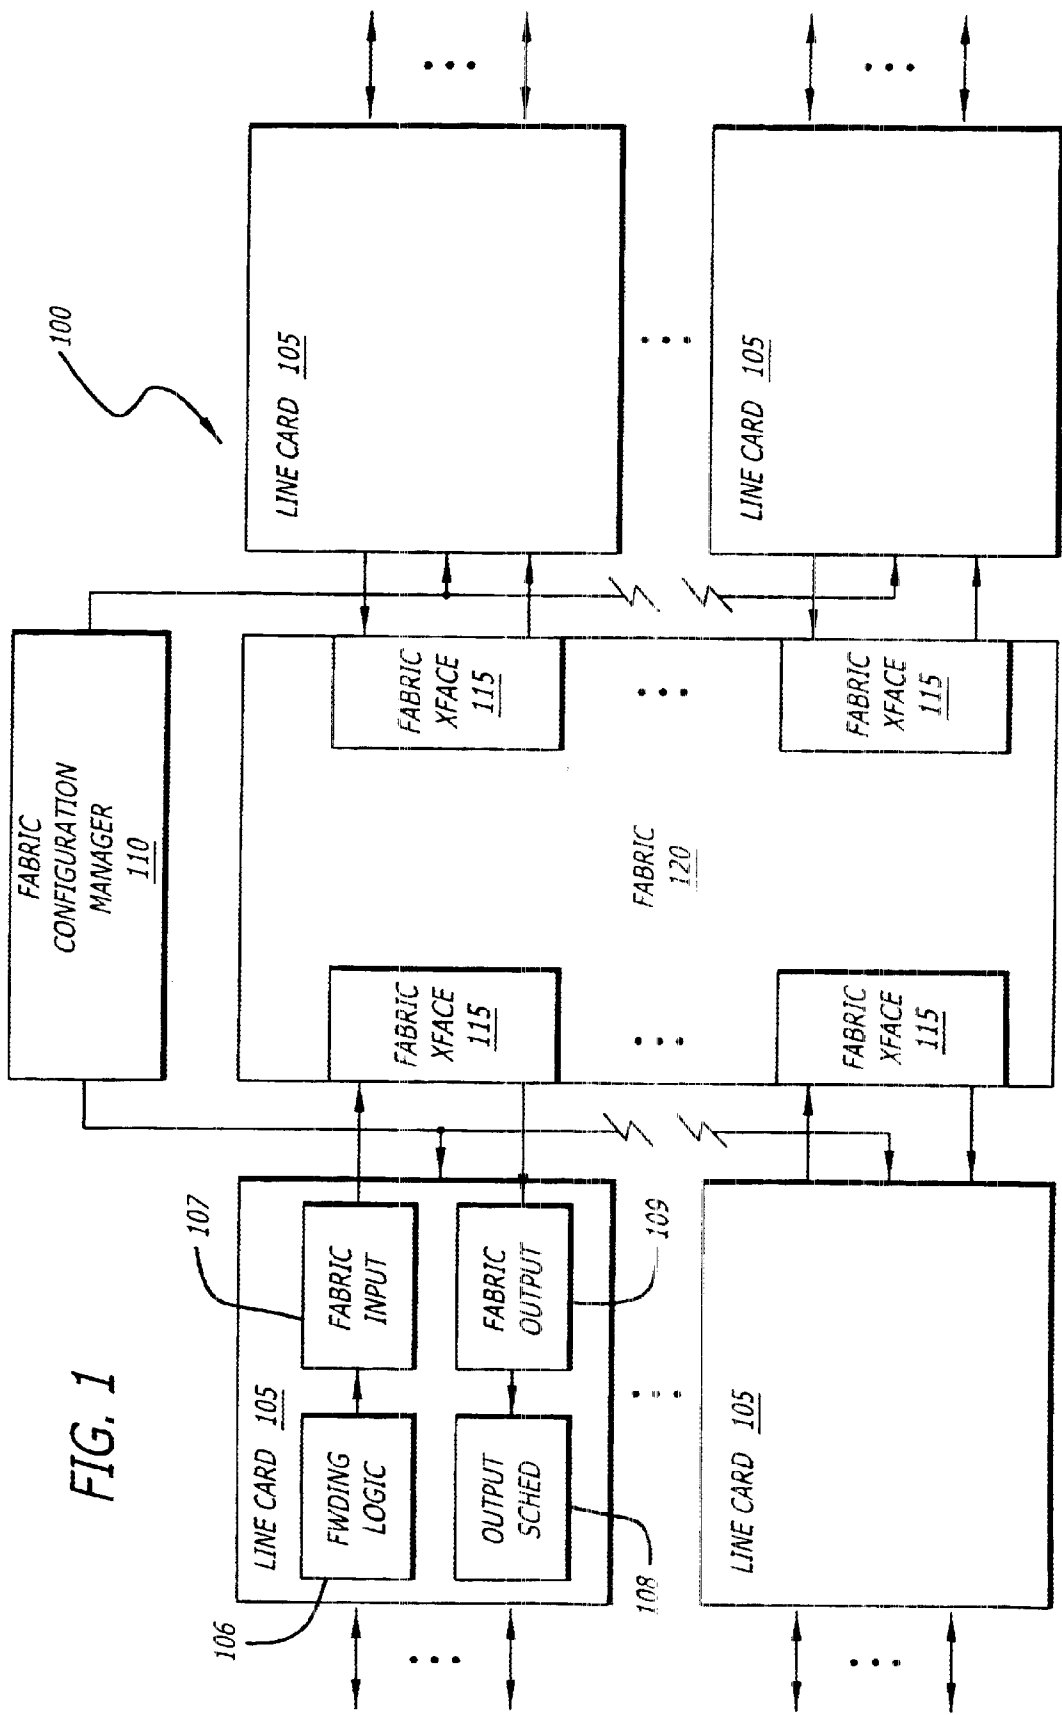 FIG. 1
100
FABRIC
CONFIGURATION
MANAGER
110
LINE CARD 105
106
FWDING
LOGIC
107
FABRIC
INPUT
108
OUTPUT
SCHED
109
FABRIC
OUTPUT
FABRIC
XFACE
115
FABRIC
XFACE
115
LINE CARD 105
FABRIC
120
LINE CARD 105
FABRIC
XFACE
115
FABRIC
XFACE
115
LINE CARD 105